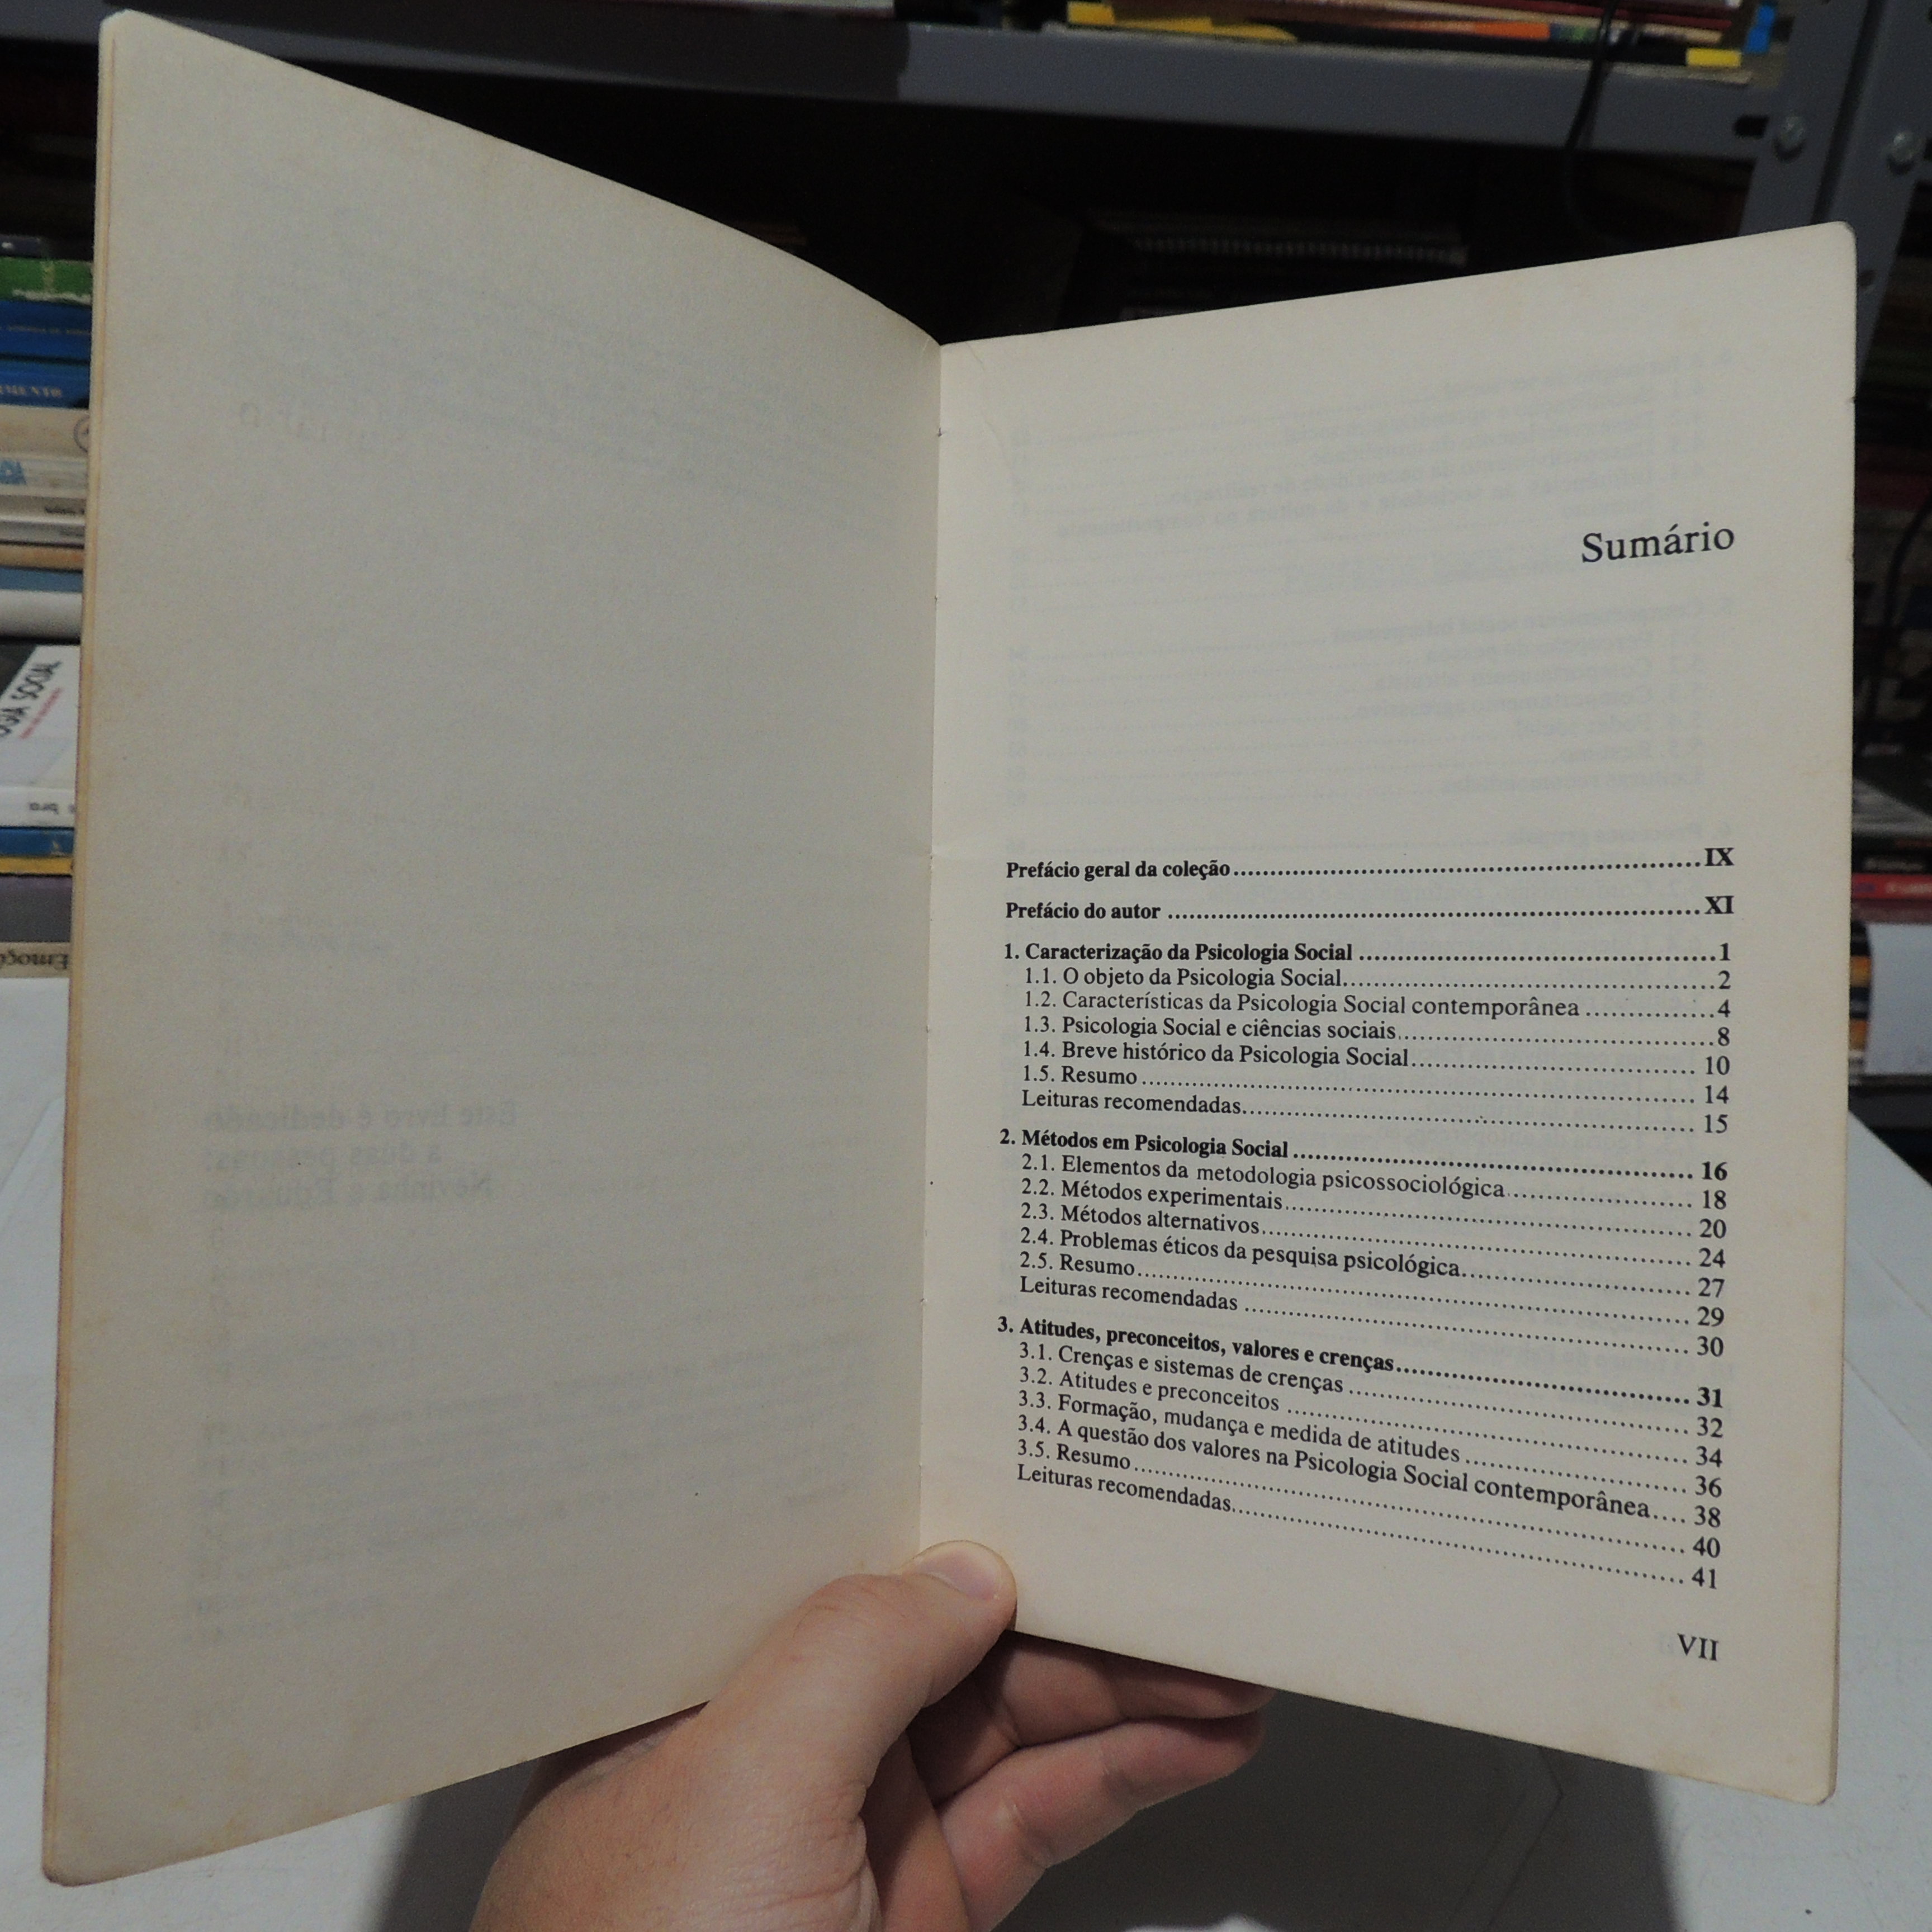 Sumário
Prefácio geral da coleção IX
Prefácio do autor XI
1. Caracterização da Psicologia Social 1
1.1. O objeto da Psicologia Social 2
1.2. Características da Psicologia Social contemporânea 4
1.3. Psicologia Social e ciências sociais 8
1.4. Breve histórico da Psicologia Social 10
1.5. Resumo 14
Leituras recomendadas 15
2. Métodos em Psicologia Social 16
2.1. Elementos da metodologia psicossociológica 18
2.2. Métodos experimentais 20
2.3. Métodos alternativos 24
2.4. Problemas éticos da pesquisa psicológica 27
2.5. Resumo 29
Leituras recomendadas 30
3. Atitudes, preconceitos, valores e crenças 31
3.1. Crenças e sistemas de crenças 32
3.2. Atitudes e preconceitos 34
3.3. Formação, mudança e medida de atitudes 36
3.4. A questão dos valores na Psicologia Social contemporânea 38
3.5. Resumo 40
Leituras recomendadas 41
VII